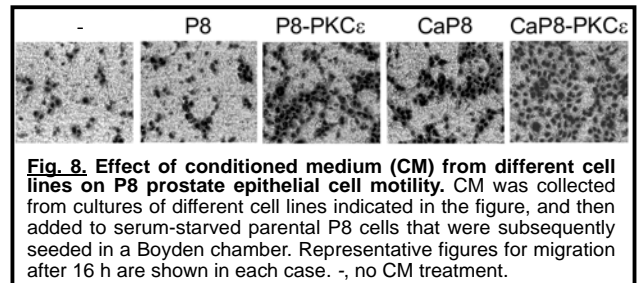 - P8 P8-PKCε CaP8 CaP8-PKCε
Fig. 8. Effect of conditioned medium (CM) from different cell
lines on P8 prostate epithelial cell motility. CM was collected
from cultures of different cell lines indicated in the figure, and then
added to serum-starved parental P8 cells that were subsequently
seeded in a Boyden chamber. Representative figures for migration
after 16 h are shown in each case. -, no CM treatment.